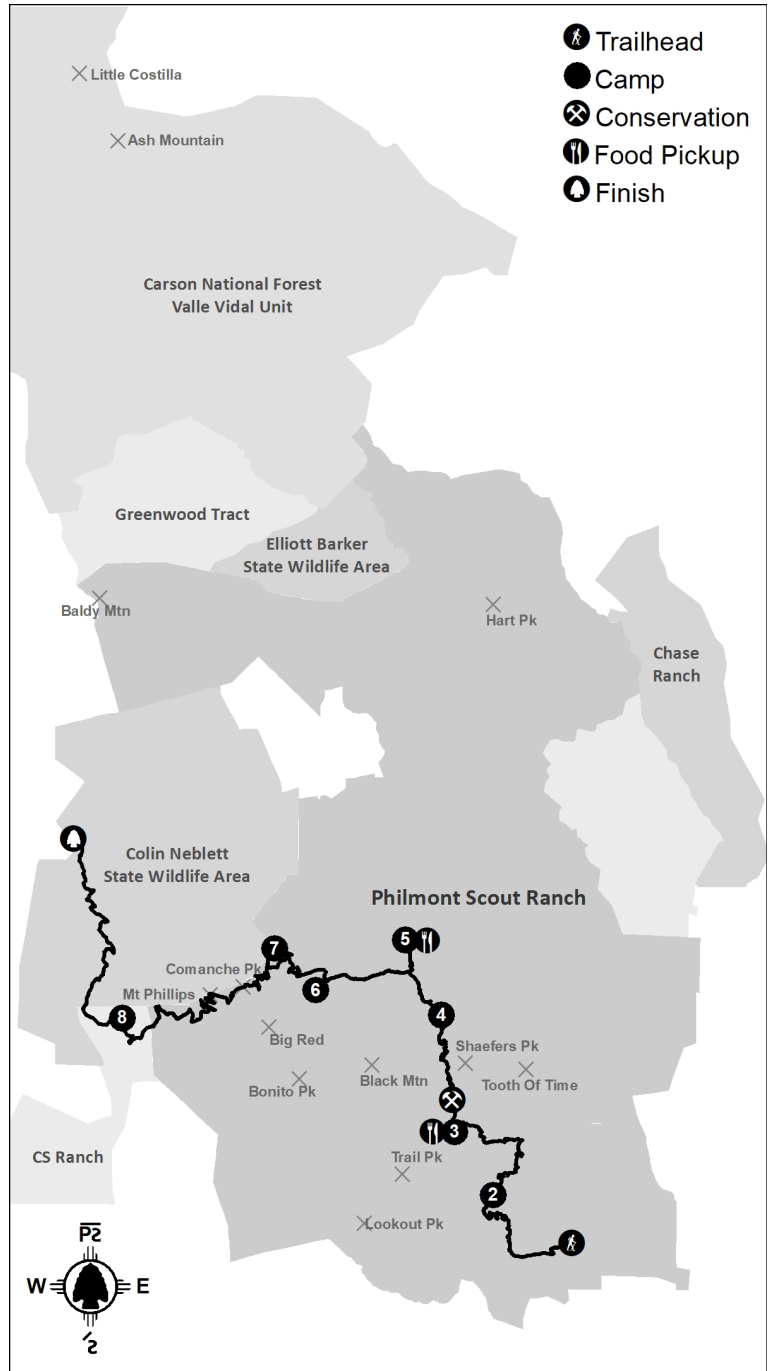 Little Costilla
Ash Mountain
Trailhead
Camp
Conservation
Food Pickup
Finish
Carson National Forest
Valle Vidal Unit
Greenwood Tract
Elliott Barker
State Wildlife Area
Baldy Mtn
Hart Pk
Chase
Ranch
Colin Neblett
State Wildlife Area
Philmont Scout Ranch
5
7
Comanche Pk
6
Mt Phillips
8
4
Big Red
Shaefers Pk
Black Mtn
Tooth Of Time
Bonito Pk
3
CS Ranch
Trail Pk
2
Lookout Pk
W
E